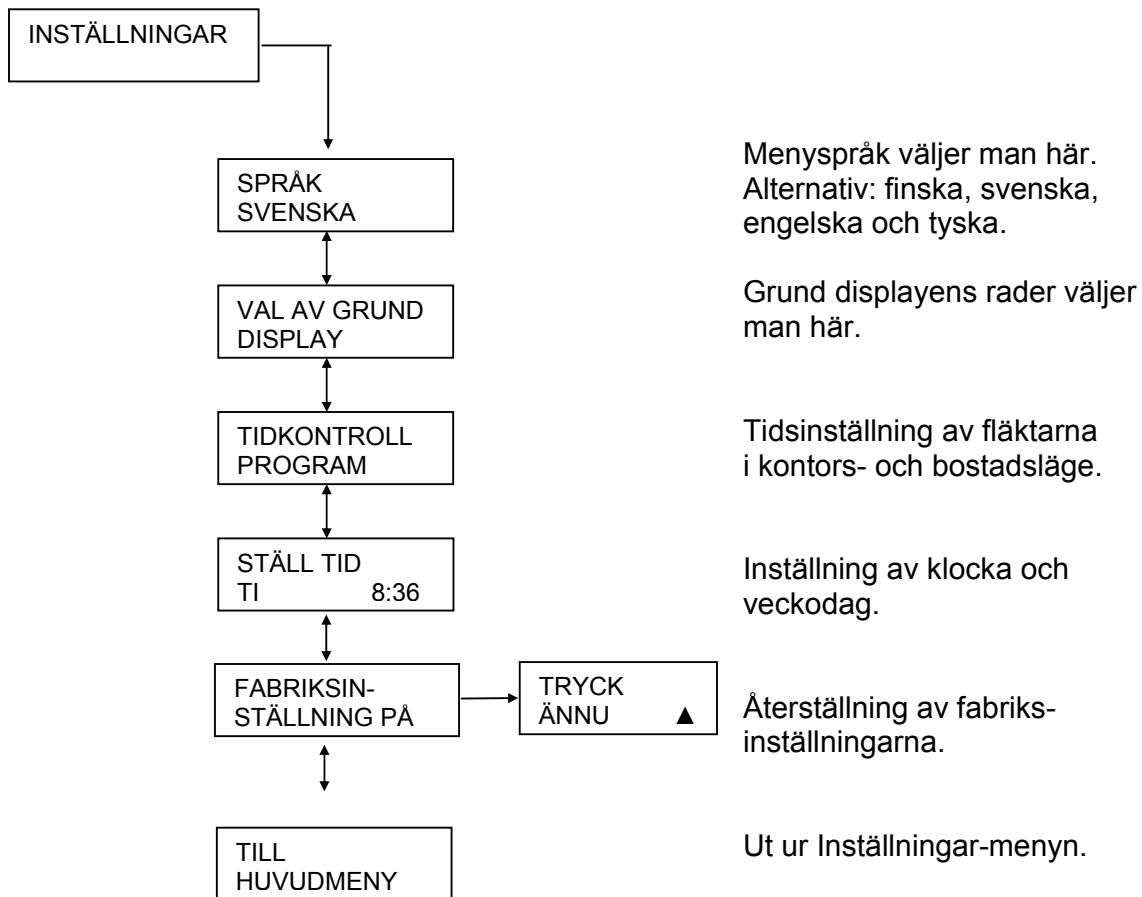 INSTÄLLNINGAR
SPRÅK
SVENSKA
Menyspråk väljer man här.
Alternativ: finska, svenska,
engelska och tyska.
VAL AV GRUND
DISPLAY
Grund displayens rader väljer
man här.
TIDKONTROLL
PROGRAM
Tidsinställning av fläktarna
i kontors- och bostadsläge.
STÄLL TID
TI 8:36
Inställning av klocka och
veckodag.
FABRIKSIN-
STÄLLNING PÅ
TRYCK
ÄNNU ▲
Återställning av fabriks-
inställningarna.
TILL
HUVUDMENY
Ut ur Inställningar-menyn.